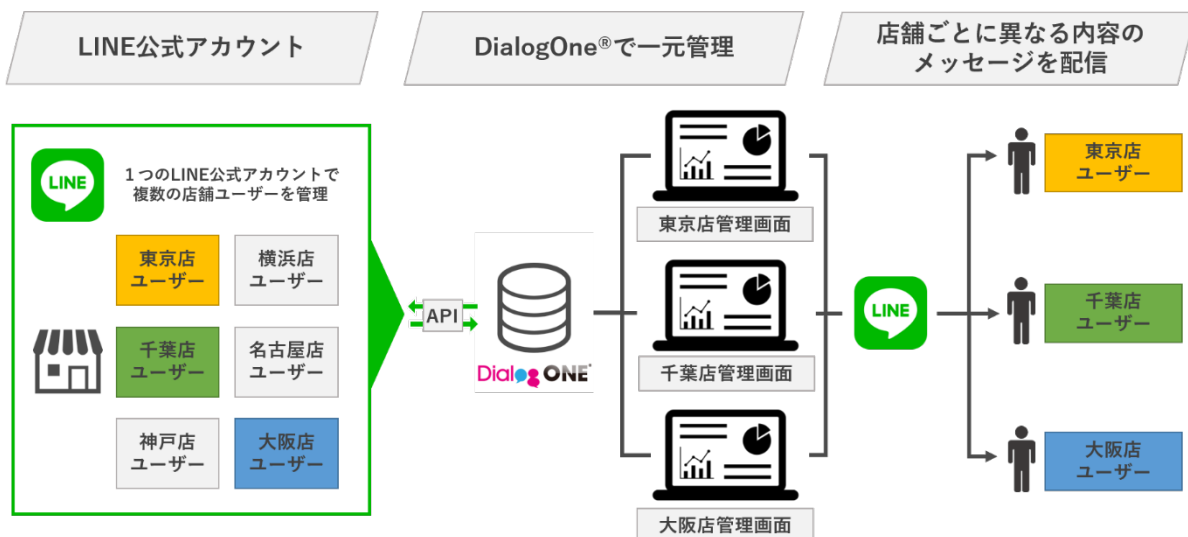 LINE公式アカウント
DialogOne®で一元管理
店舗ごとに異なる内容の
メッセージを配信
LINE
１つのLINE公式アカウントで
複数の店舗ユーザーを管理
東京店
ユーザー
横浜店
ユーザー
千葉店
ユーザー
名古屋店
ユーザー
神戸店
ユーザー
大阪店
ユーザー
API
DialogONE
東京店管理画面
千葉店管理画面
大阪店管理画面
LINE
東京店
ユーザー
千葉店
ユーザー
大阪店
ユーザー